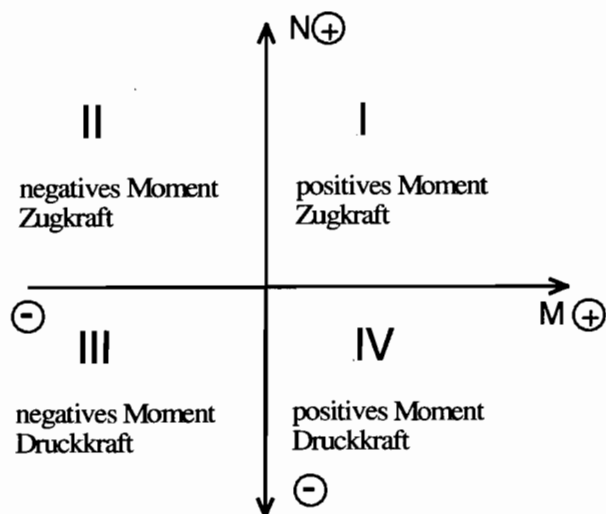 N⊕
II
I
negatives Moment
Zugkraft
positives Moment
Zugkraft
⊖
M⊕
III
IV
negatives Moment
Druckkraft
positives Moment
Druckkraft
⊖